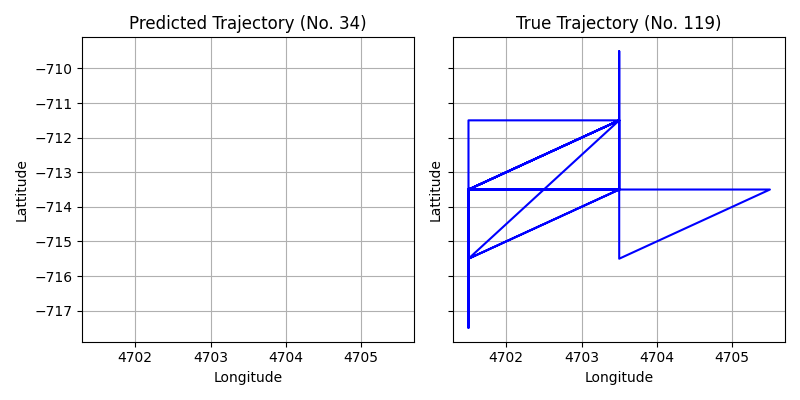 Predicted Trajectory (No. 34)
−710
−711
−712
−713
−714
−715
−716
−717
Lattitude
4702 4703 4704 4705
Longitude
True Trajectory (No. 119)
Lattitude
4702 4703 4704 4705
Longitude